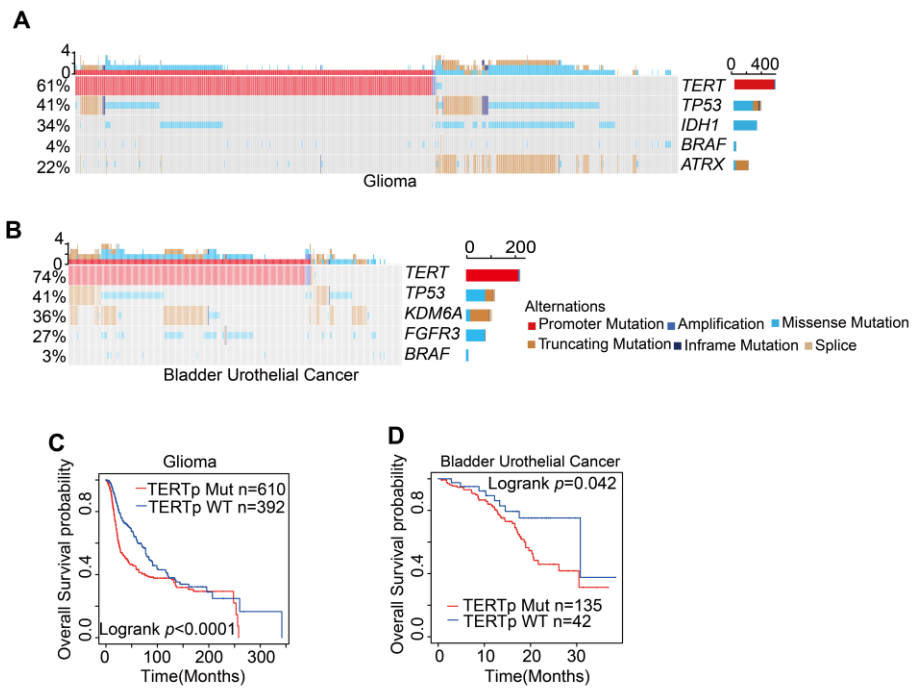 A
4
0
0 400
61% TERT
41% TP53
34% IDH1
4% BRAF
22% ATRX
Glioma
B
4
0
0 200
74% TERT
41% TP53
36% KDM6A
27% FGFR3
3% BRAF
Bladder Urothelial Cancer
Alternations
Promoter Mutation Amplification Missense Mutation
Truncating Mutation Inframe Mutation Splice
C
Glioma
TERTp Mut n=610
TERTp WT n=392
Logrank p<0.0001
Overall Survival probability
0.8
0.4
0.0
0 100 200 300
Time(Months)
D
Bladder Urothelial Cancer
Logrank p=0.042
TERTp Mut n=135
TERTp WT n=42
Overall Survival probability
0.8
0.4
0.0
0 10 20 30
Time(Months)